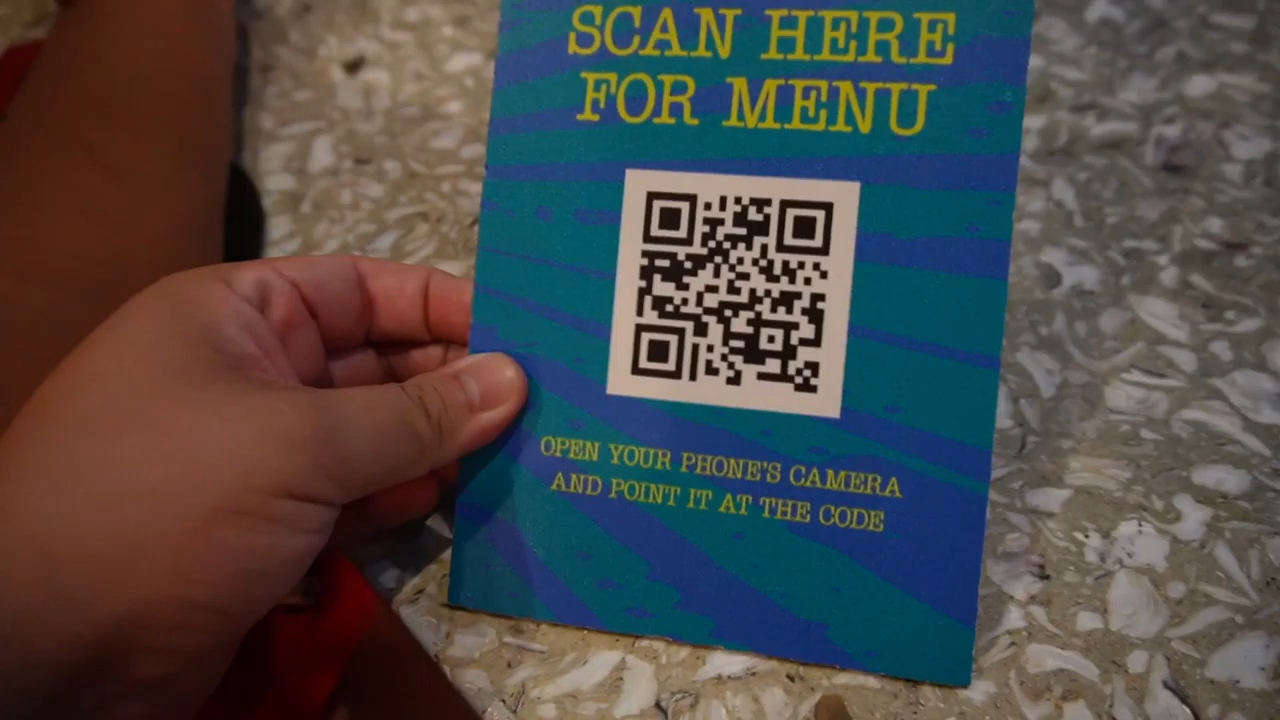 SCAN HERE
FOR MENU
OPEN YOUR PHONE'S CAMERA
AND POINT IT AT THE CODE